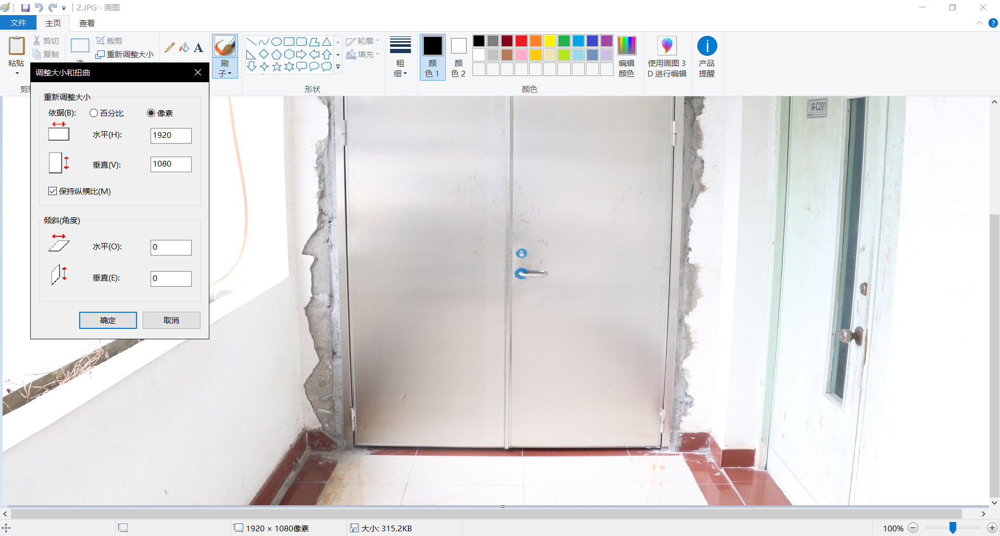 2.JPG - 画图
文件 主页 查看
粘贴
剪切
复制
裁剪
重新调整大小
A
刷子
形状
轮廓
填充
粗细
颜色 1
颜色 2
颜色
编辑颜色
使用画图 3D 进行编辑
产品提醒
调整大小和扭曲
重新调整大小
依据(B): 百分比 像素
水平(H): 1920
垂直(V): 1080
保持纵横比(M)
倾斜(角度)
水平(O): 0
垂直(E): 0
确定 取消
实C201
1920 × 1080像素
大小: 315.2KB
100%